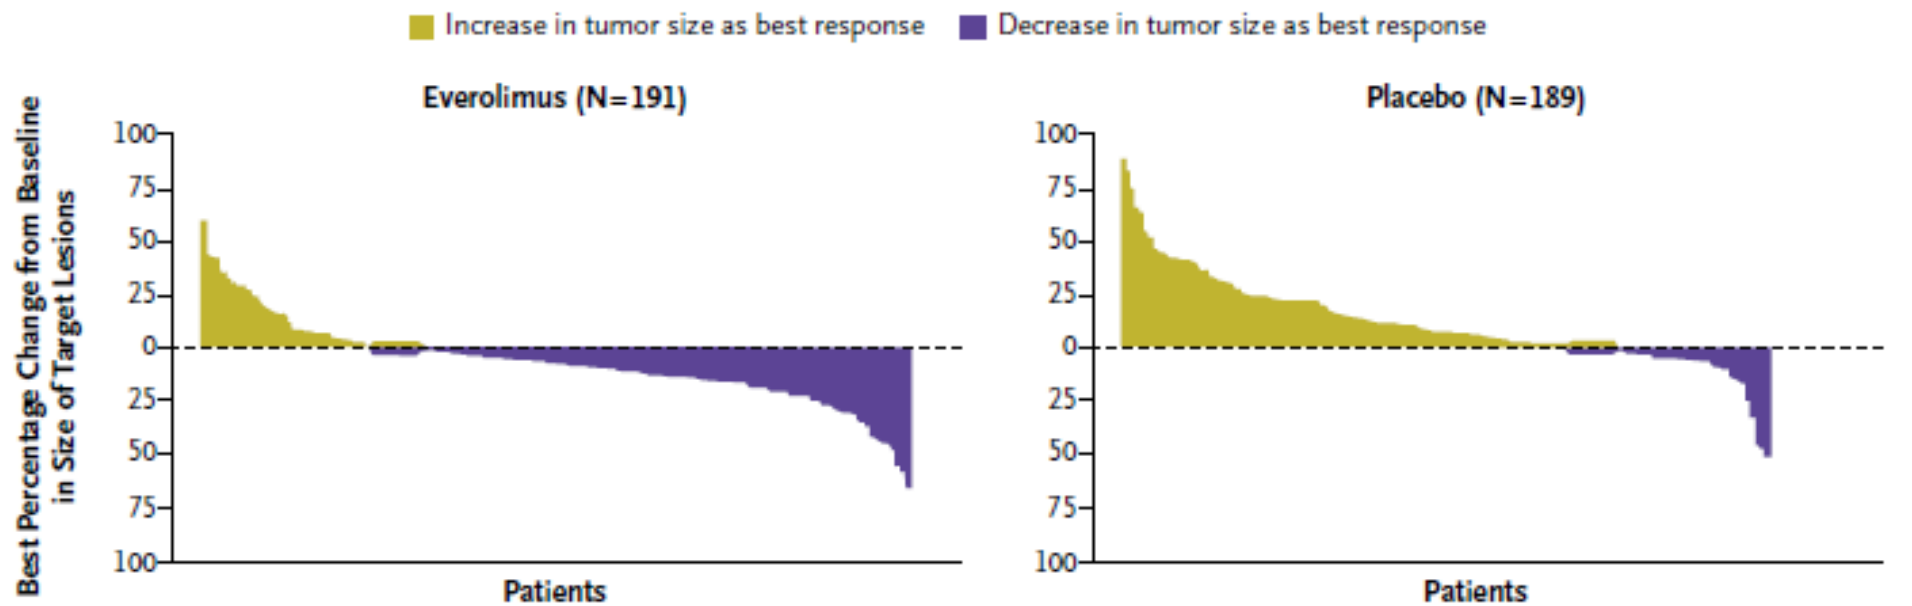 Increase in tumor size as best response
Decrease in tumor size as best response
Best Percentage Change from Baseline
in Size of Target Lesions
Everolimus (N=191)
100
75
50
25
0
25
50
75
100
Patients
Placebo (N=189)
100
75
50
25
0
25
50
75
100
Patients